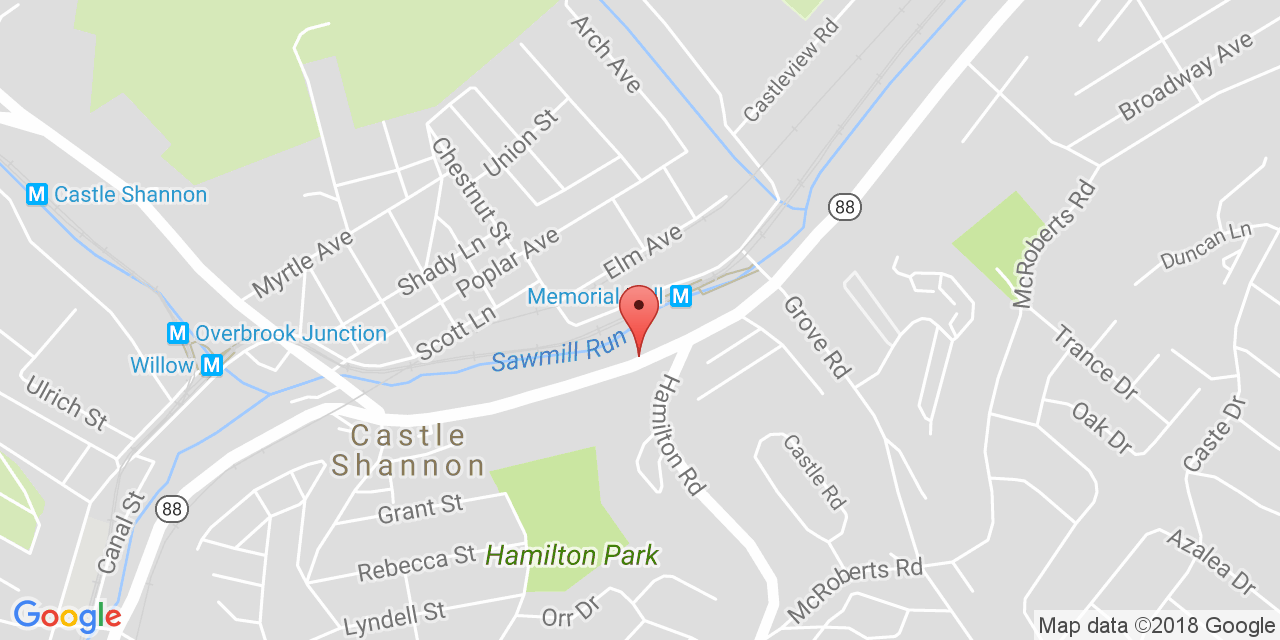 Arch Ave
Castleview Rd
Broadway Ave
Union St
Chestnut St
Castle Shannon
88
McRoberts Rd
Myrtle Ave
Shady Ln
Poplar Ave
Elm Ave
Duncan Ln
Memorial
Scott Ln
Overbrook Junction
Willow
Sawmill Run
Grove Rd
Trance Dr
Ulrich St
Hamilton Rd
Oak Dr
Caste Dr
Castle
Shannon
Castle Rd
Grant St
88
Canal St
Hamilton Park
Rebecca St
Azalea Dr
McRoberts Rd
Lyndell St
Orr Dr
Google
Map data ©2018 Google